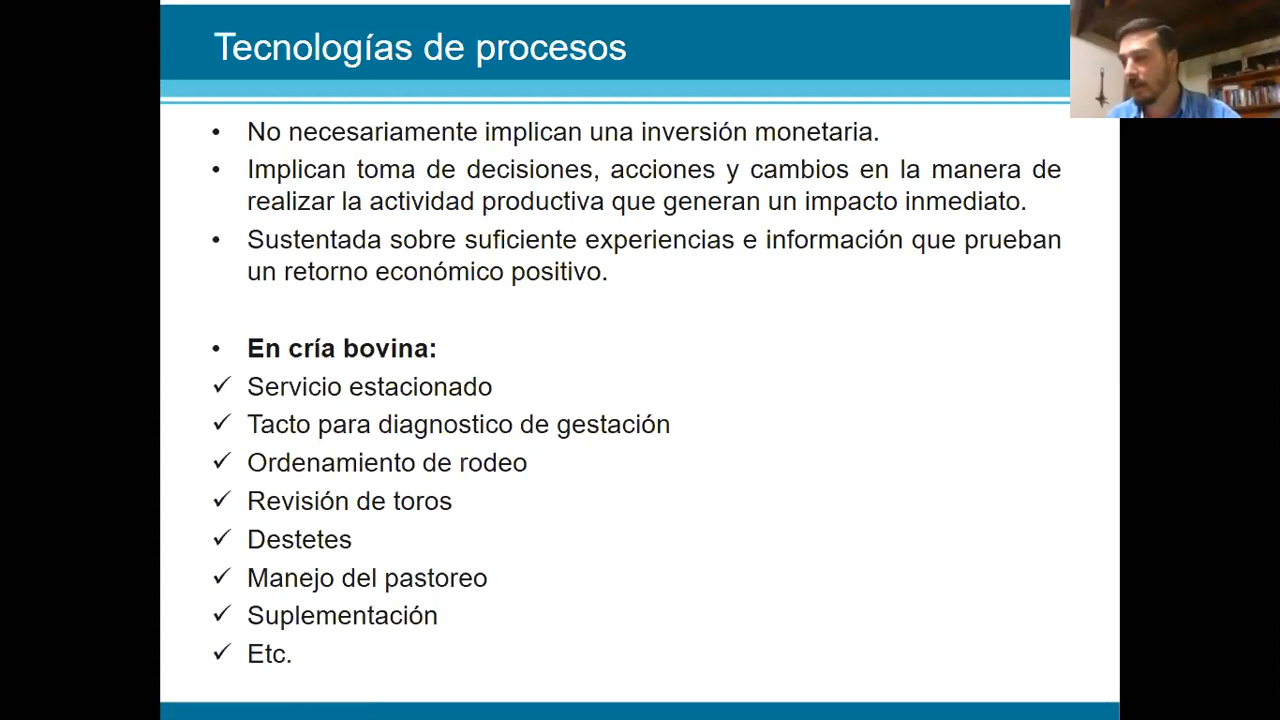 Tecnologías de procesos
• No necesariamente implican una inversión monetaria.
• Implican toma de decisiones, acciones y cambios en la manera de
realizar la actividad productiva que generan un impacto inmediato.
• Sustentada sobre suficiente experiencias e información que prueban
un retorno económico positivo.
• En cría bovina:
✓ Servicio estacionado
✓ Tacto para diagnostico de gestación
✓ Ordenamiento de rodeo
✓ Revisión de toros
✓ Destetes
✓ Manejo del pastoreo
✓ Suplementación
✓ Etc.